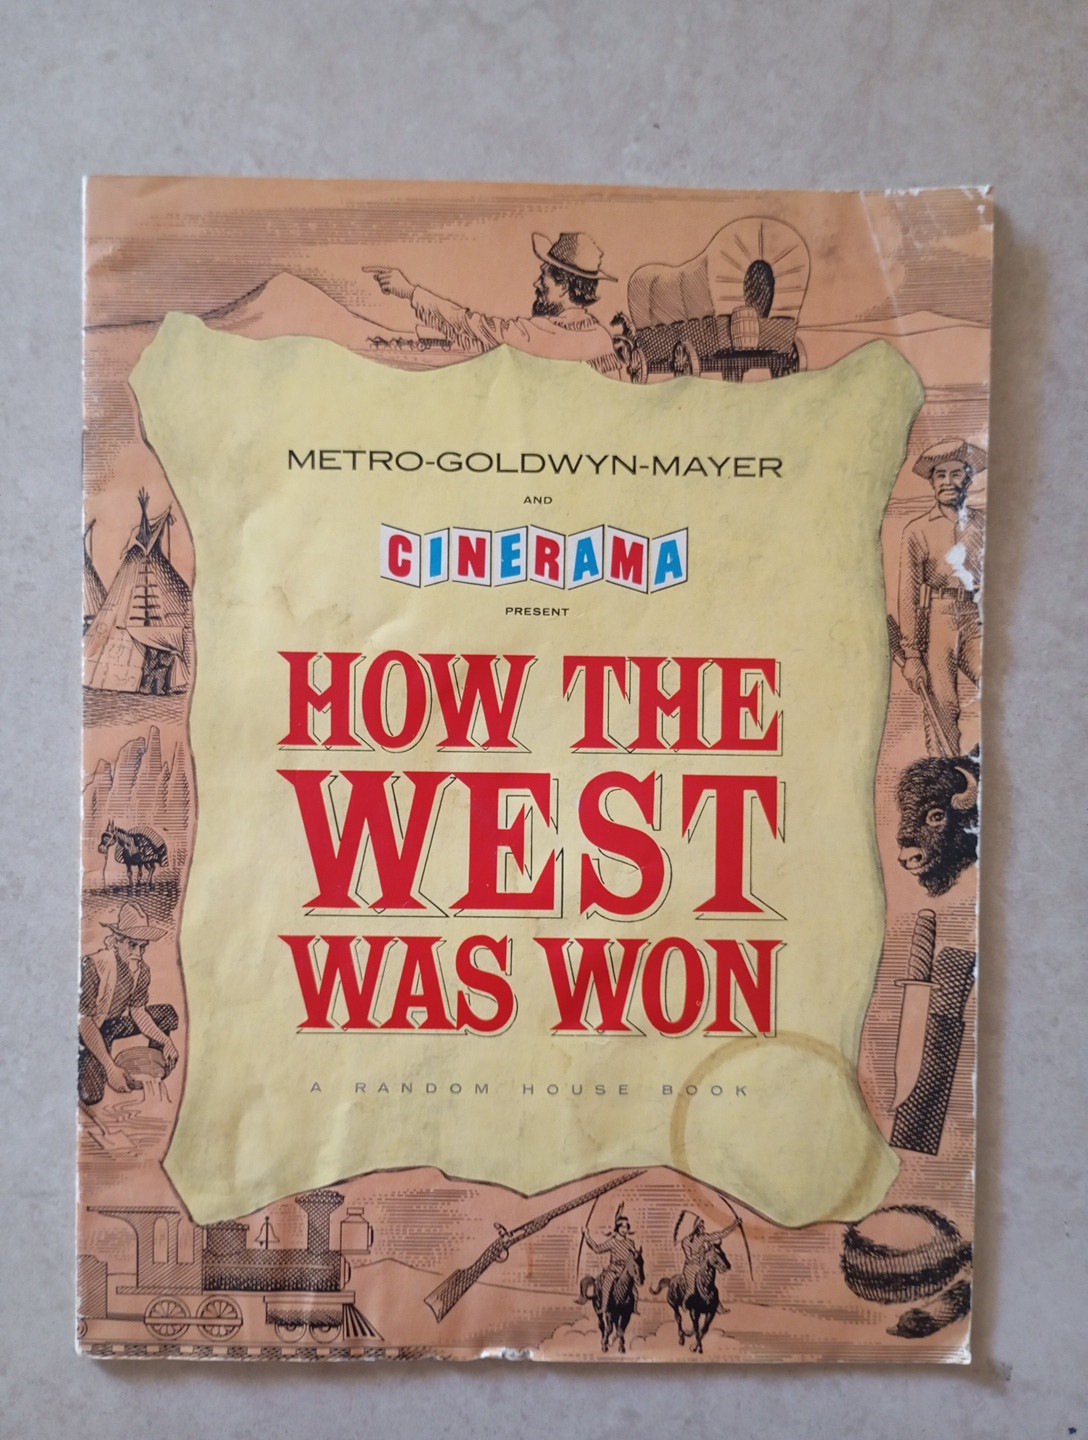 METRO-GOLDWYN-MAYER
AND
CINERAMA
PRESENT
HOW THE
WEST
WAS WON
A RANDOM HOUSE BOOK